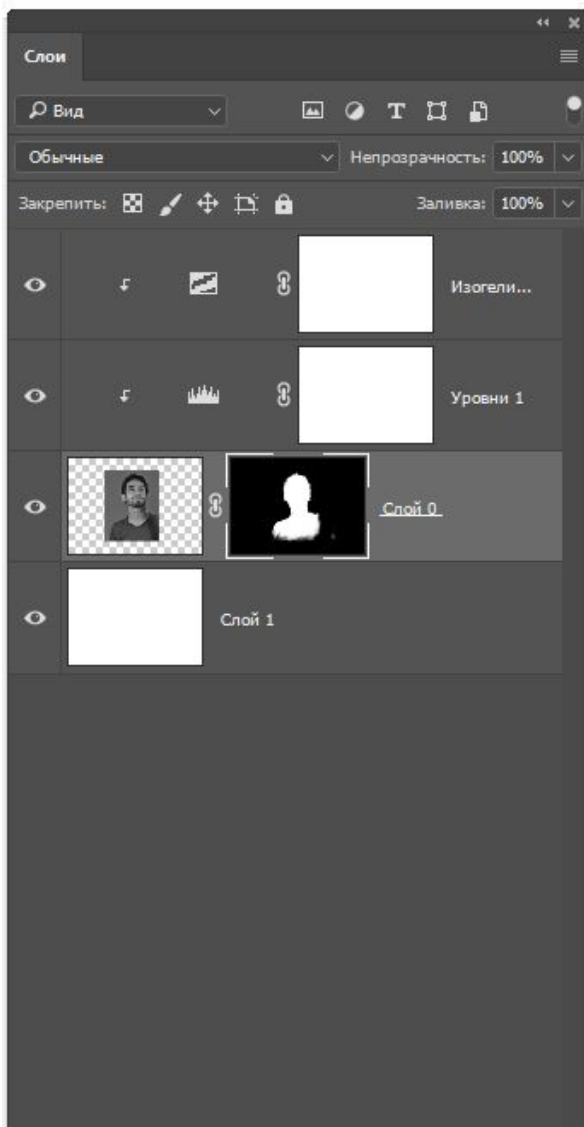 Слои
Вид
Обычные Непрозрачность: 100%
Закрепить: Заливка: 100%
Изогели...
Уровни 1
Слой 0
Слой 1